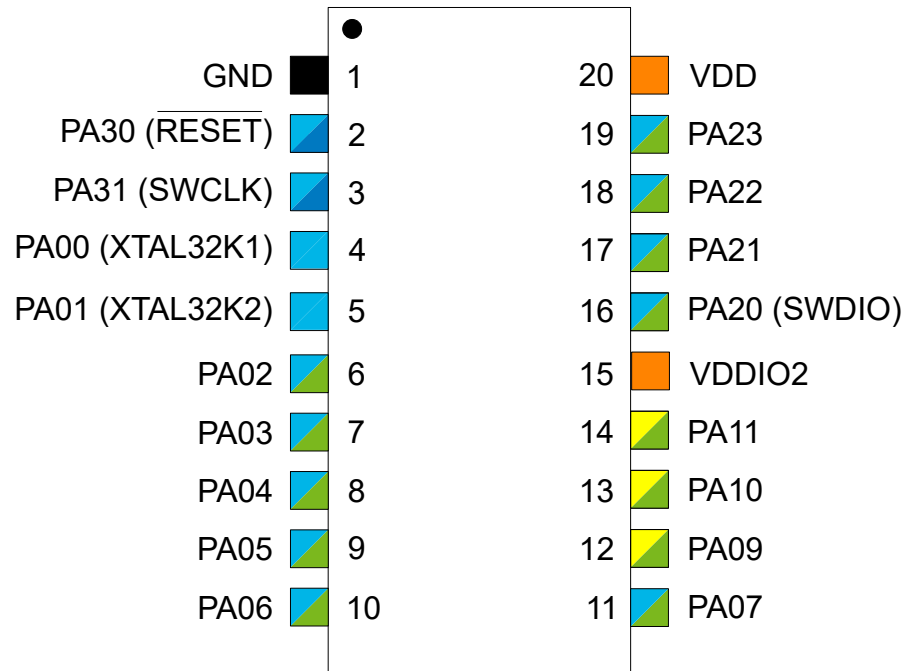 GND 1 20 VDD
PA30 (RESET) 2 19 PA23
PA31 (SWCLK) 3 18 PA22
PA00 (XTAL32K1) 4 17 PA21
PA01 (XTAL32K2) 5 16 PA20 (SWDIO)
PA02 6 15 VDDIO2
PA03 7 14 PA11
PA04 8 13 PA10
PA05 9 12 PA09
PA06 10 11 PA07